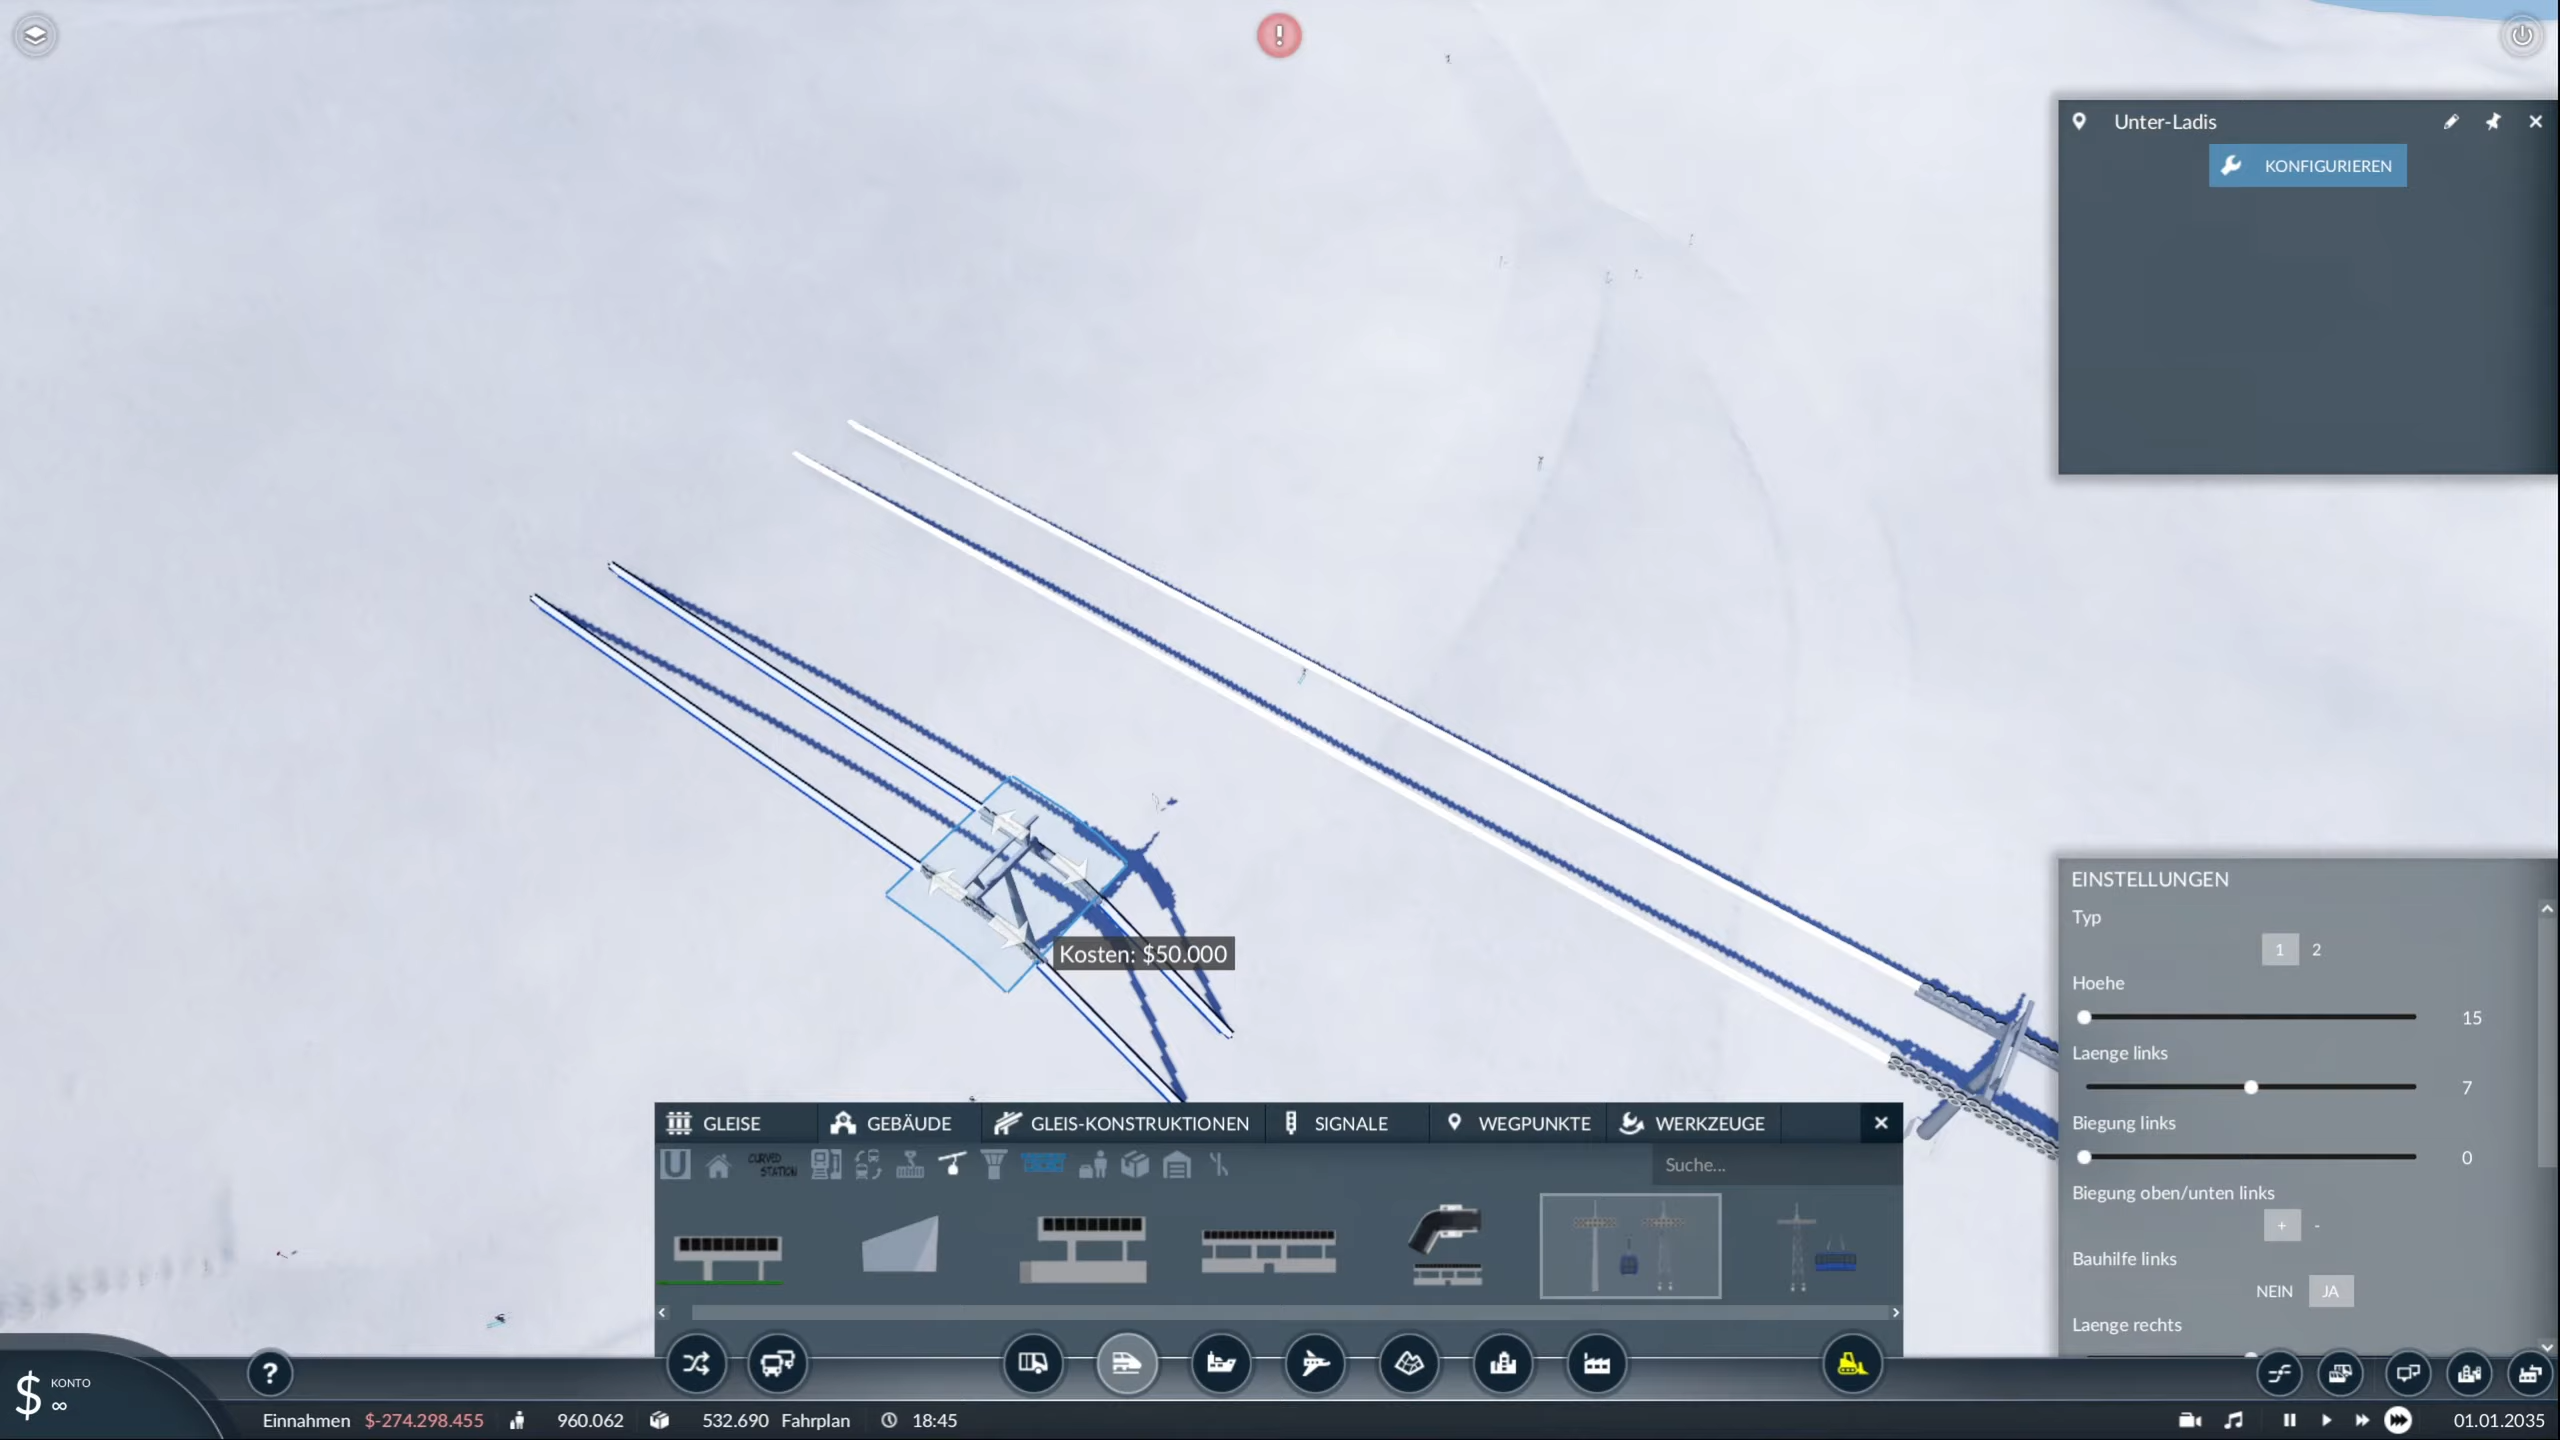 Unter-Ladis
KONFIGURIEREN
Kosten: $50.000
EINSTELLUNGEN
Typ
1 2
Hoehe
15
Laenge links
7
Biegung links
0
Biegung oben/unten links
+ -
Bauhilfe links
NEIN JA
Laenge rechts
GLEISE GEBÄUDE GLEIS-KONSTRUKTIONEN SIGNALE WEGPUNKTE WERKZEUGE
U CURVED STATION Suche...
$ KONTO
∞
?
Einnahmen $-274.298.455 960.062 532.690 Fahrplan 18:45 01.01.2035